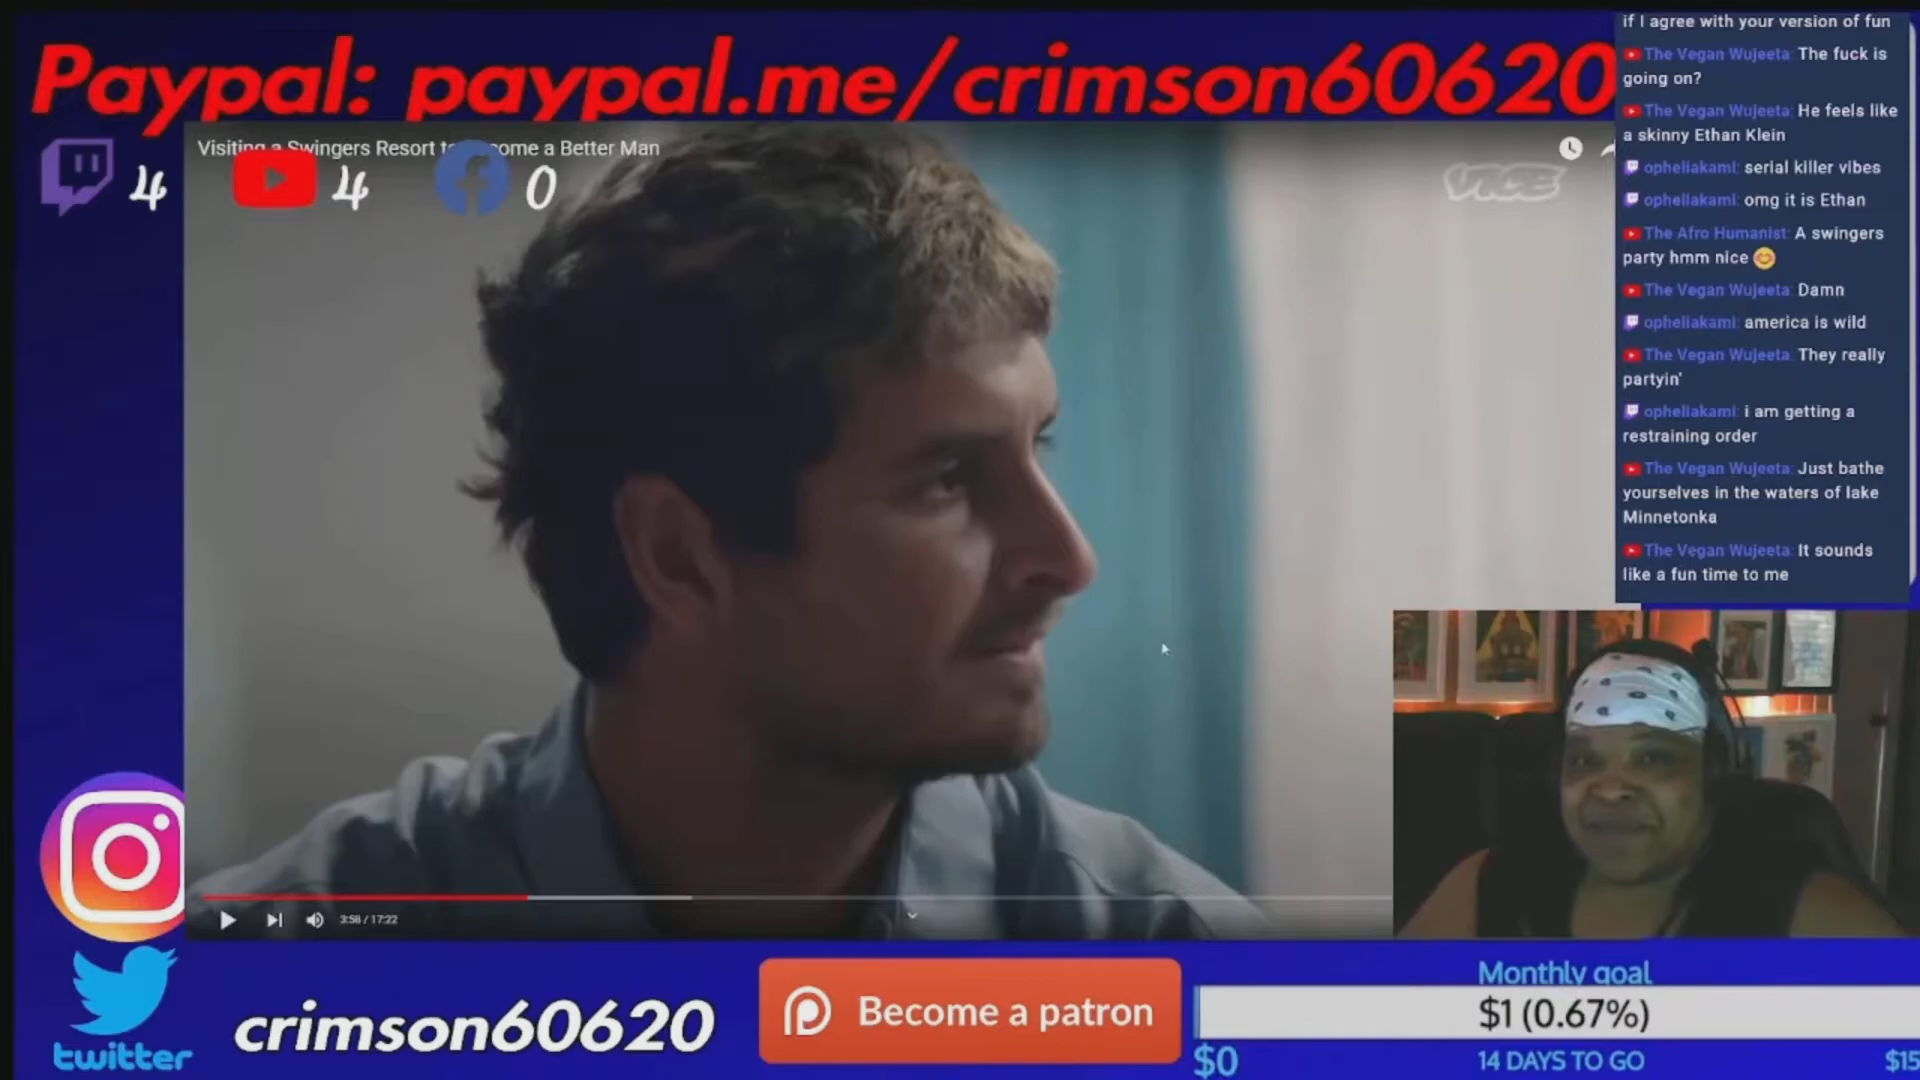 Paypal: paypal.me/crimson60620
Visiting a Swingers Resort to Become a Better Man
4
4
0
VICE
if I agree with your version of fun
The Vegan Wujeeta: The fuck is
going on?
The Vegan Wujeeta: He feels like
a skinny Ethan Klein
opheliakami: serial killer vibes
opheliakami: omg it is Ethan
The Afro Humanist: A swingers
party hmm nice
The Vegan Wujeeta: Damn
opheliakami: america is wild
The Vegan Wujeeta: They really
partyin'
opheliakami: i am getting a
restraining order
The Vegan Wujeeta: Just bathe
yourselves in the waters of lake
Minnetonka
The Vegan Wujeeta: It sounds
like a fun time to me
3:58 / 17:22
twitter
crimson60620
Become a patron
Monthly goal
$1 (0.67%)
$0
14 DAYS TO GO
$15